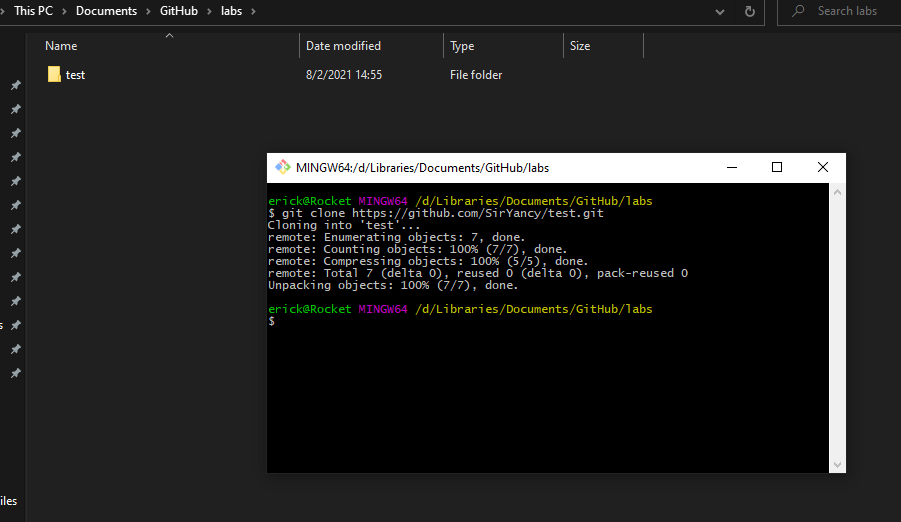 This PC > Documents > GitHub > labs >
Search labs
Name Date modified Type Size
test 8/2/2021 14:55 File folder
MINGW64:/d/Libraries/Documents/GitHub/labs
erick@Rocket MINGW64 /d/Libraries/Documents/GitHub/labs
$ git clone https://github.com/SirYancy/test.git
Cloning into 'test'...
remote: Enumerating objects: 7, done.
remote: Counting objects: 100% (7/7), done.
remote: Compressing objects: 100% (5/5), done.
remote: Total 7 (delta 0), reused 0 (delta 0), pack-reused 0
Unpacking objects: 100% (7/7), done.
erick@Rocket MINGW64 /d/Libraries/Documents/GitHub/labs
$
s
iles